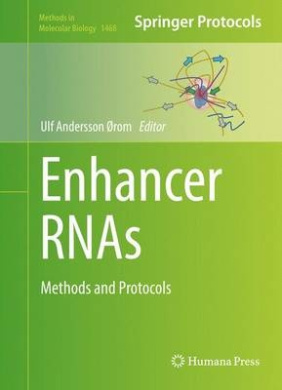 Methods in
Molecular Biology 1468
Springer Protocols
Ulf Andersson Ørom Editor
Enhancer
RNAs
Methods and Protocols
Humana Press